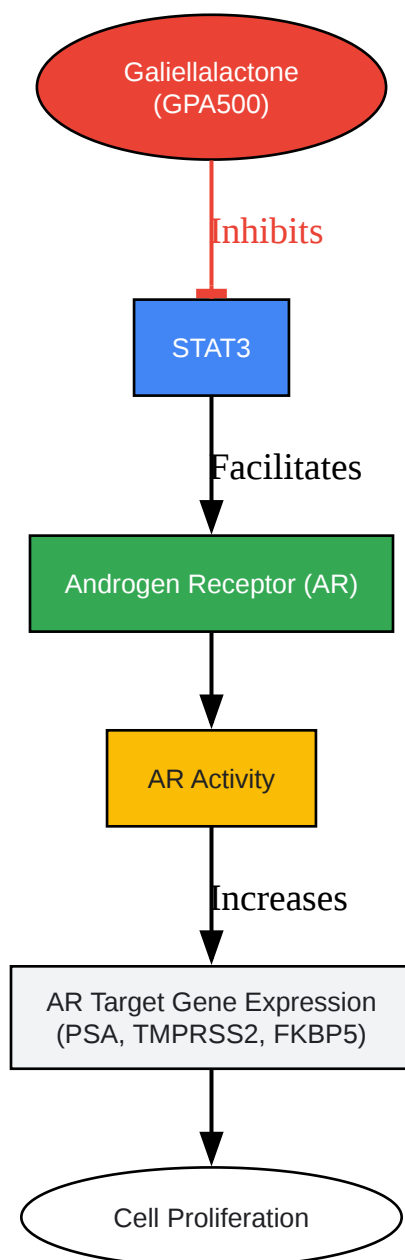 Galiellalactone
(GPA500)
Inhibits
STAT3
Facilitates
Androgen Receptor (AR)
AR Activity
Increases
AR Target Gene Expression
(PSA, TMPRSS2, FKBP5)
Cell Proliferation